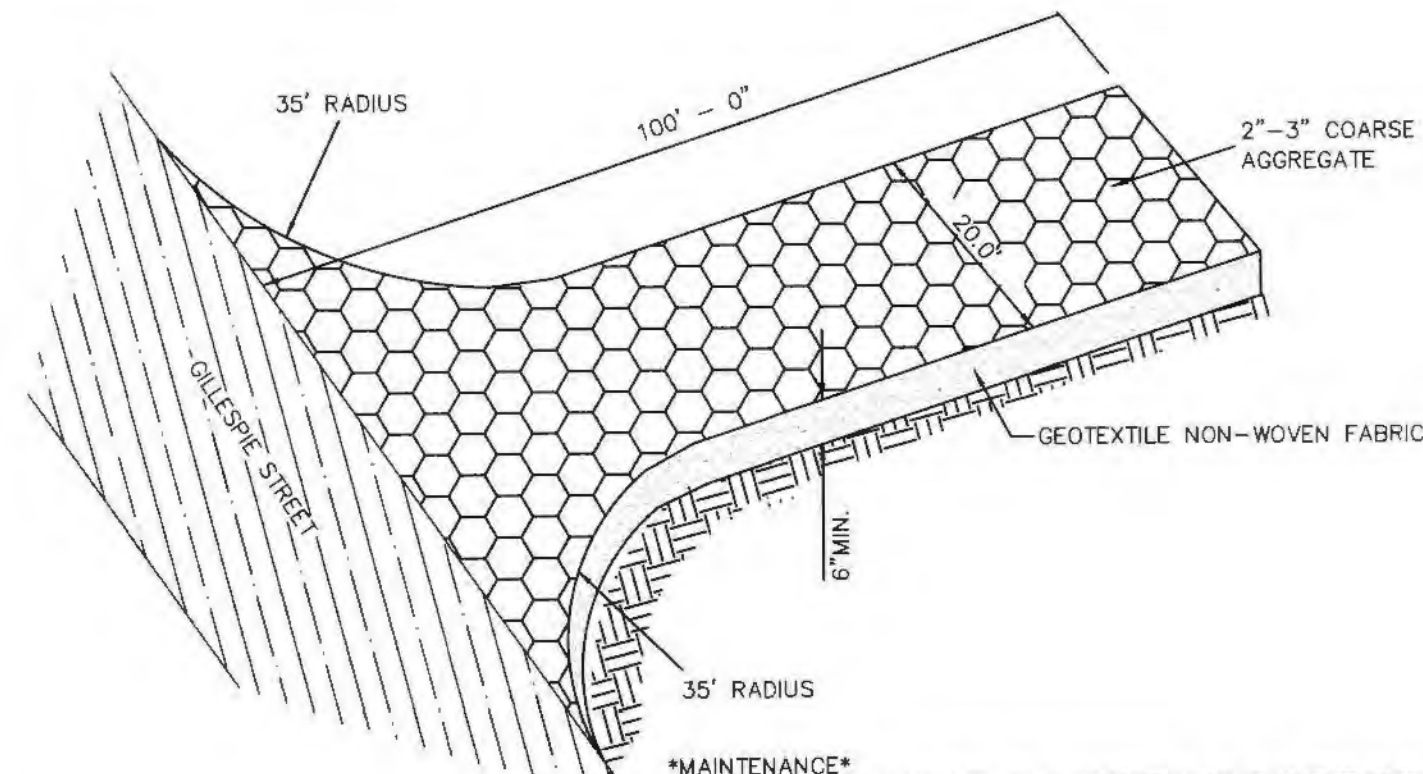 35' RADIUS
100' - 0"
2"-3" COARSE
AGGREGATE
20.0'
GILLESPIE STREET
GEOTEXTILE NON-WOVEN FABRIC
6"MIN.
35' RADIUS
*MAINTENANCE*